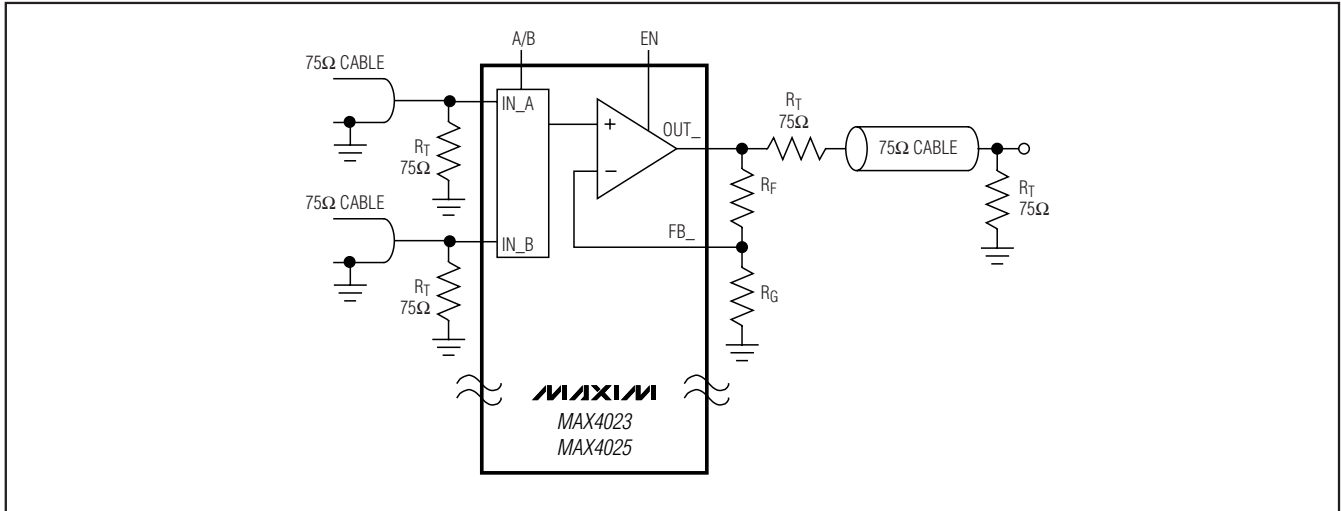 A/B
EN
75Ω CABLE
IN_A
RT
75Ω
75Ω CABLE
IN_B
RT
75Ω
+
−
OUT_
RT
75Ω
75Ω CABLE
RF
RT
75Ω
FB_
RG
MAXIM
MAX4023
MAX4025